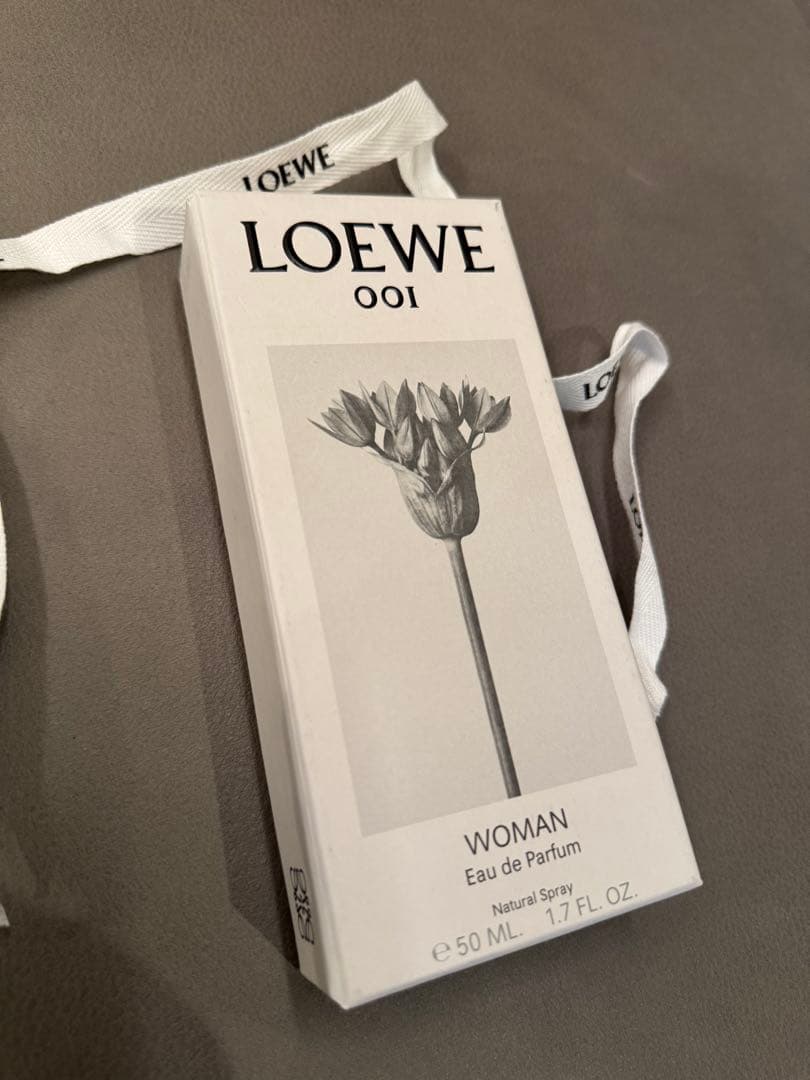 LOEWE
LOEWE
001
WOMAN
Eau de Parfum
Natural Spray
℮ 50 ML. 1.7 FL. OZ.